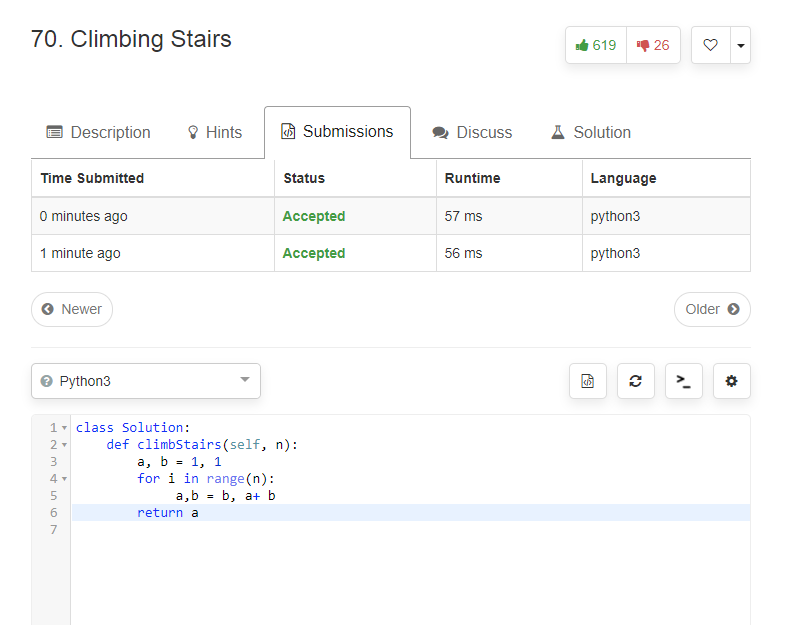 70. Climbing Stairs
619
26
Description
Hints
Submissions
Discuss
Solution
Time Submitted Status Runtime Language
0 minutes ago Accepted 57 ms python3
1 minute ago Accepted 56 ms python3
Newer
Older
Python3
1 class Solution:
2     def climbStairs(self, n):
3         a, b = 1, 1
4         for i in range(n):
5              a,b = b, a+ b
6         return a
7